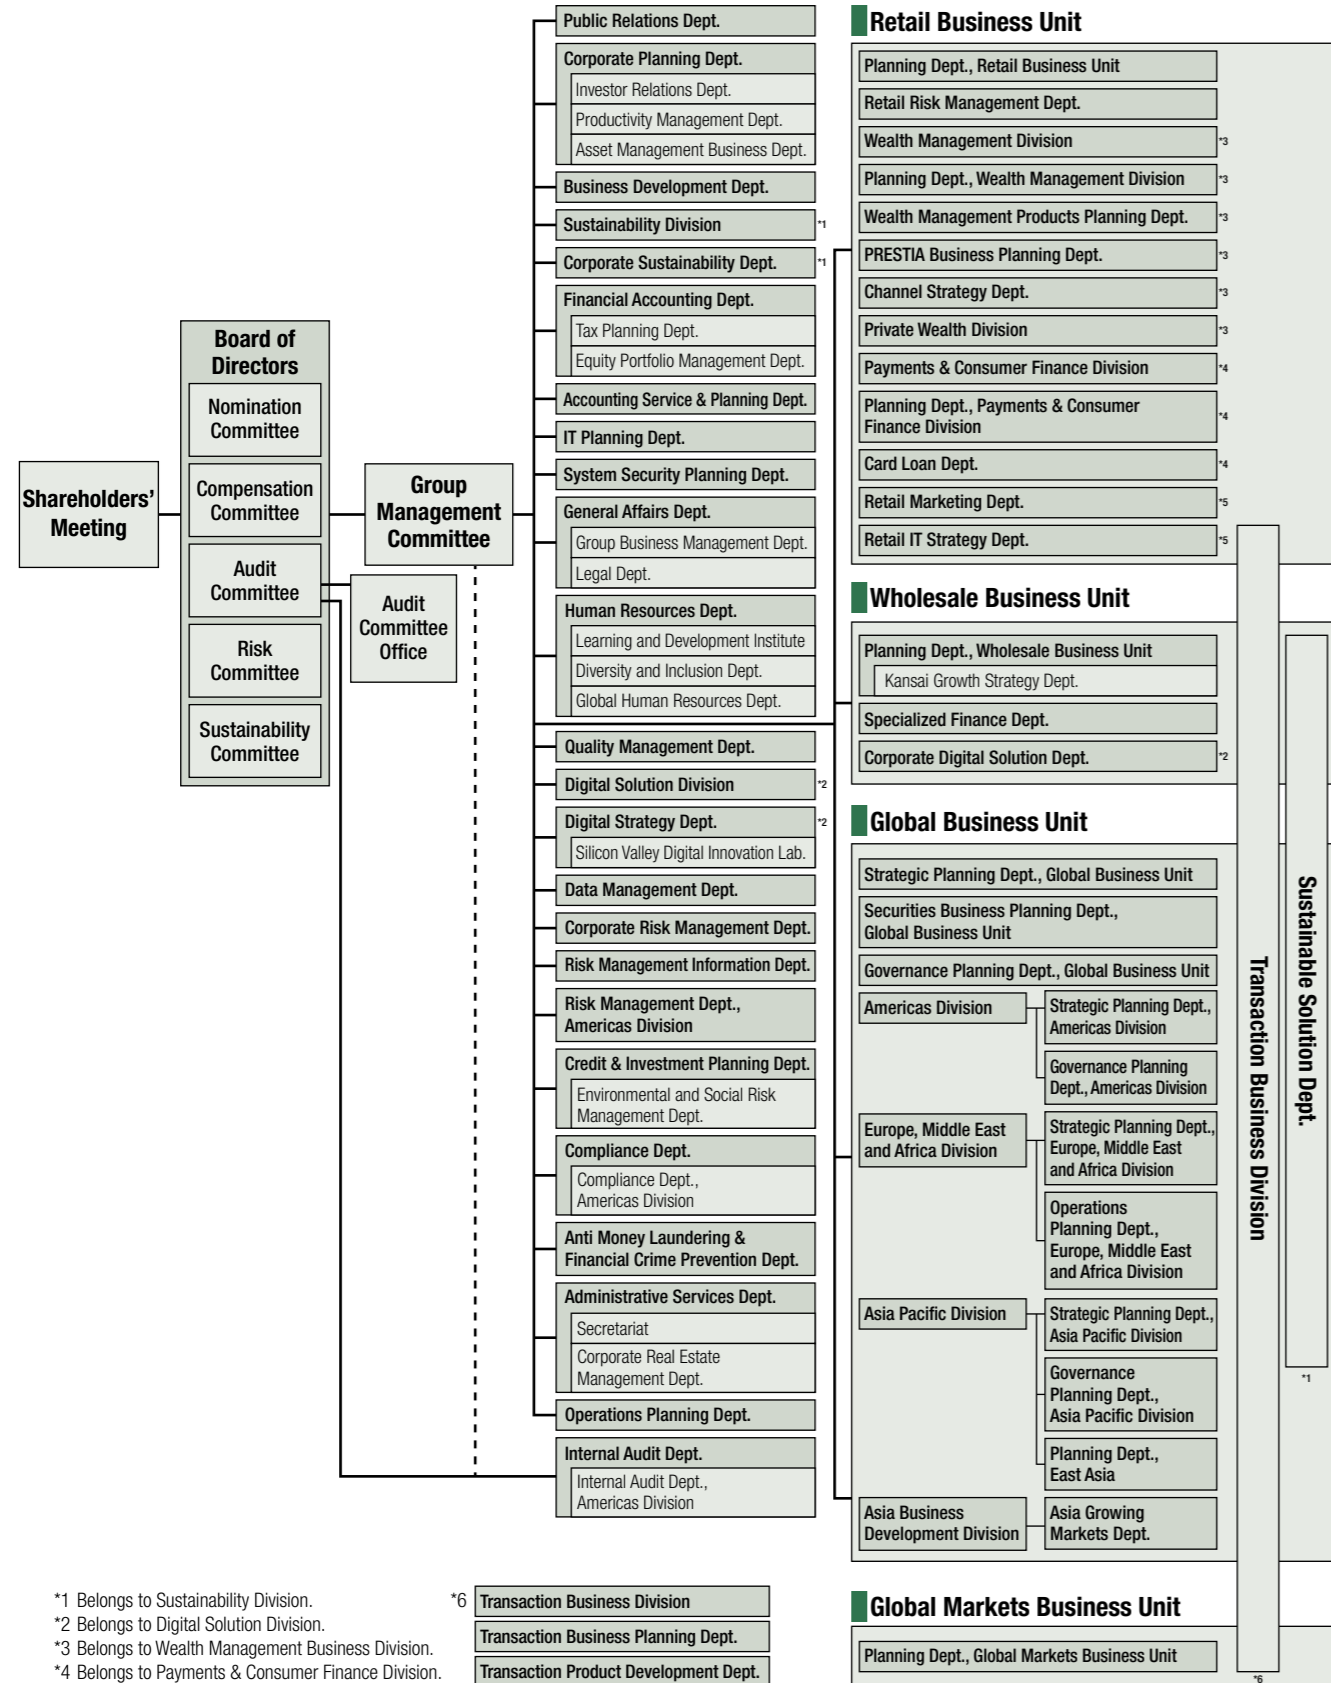 Shareholders'
Meeting
Board of
Directors
Nomination
Committee
Compensation
Committee
Audit
Committee
Risk
Committee
Sustainability
Committee
Audit
Committee
Office
Group
Management
Committee
Public Relations Dept.
Corporate Planning Dept.
Investor Relations Dept.
Productivity Management Dept.
Asset Management Business Dept.
Business Development Dept.
Sustainability Division *1
Corporate Sustainability Dept. *1
Financial Accounting Dept.
Tax Planning Dept.
Equity Portfolio Management Dept.
Accounting Service & Planning Dept.
IT Planning Dept.
System Security Planning Dept.
General Affairs Dept.
Group Business Management Dept.
Legal Dept.
Human Resources Dept.
Learning and Development Institute
Diversity and Inclusion Dept.
Global Human Resources Dept.
Quality Management Dept.
Digital Solution Division *2
Digital Strategy Dept. *2
Silicon Valley Digital Innovation Lab.
Data Management Dept.
Corporate Risk Management Dept.
Risk Management Information Dept.
Risk Management Dept.,
Americas Division
Credit & Investment Planning Dept.
Environmental and Social Risk
Management Dept.
Compliance Dept.
Compliance Dept.,
Americas Division
Anti Money Laundering &
Financial Crime Prevention Dept.
Administrative Services Dept.
Secretariat
Corporate Real Estate
Management Dept.
Operations Planning Dept.
Internal Audit Dept.
Internal Audit Dept.,
Americas Division
Retail Business Unit
Planning Dept., Retail Business Unit
Retail Risk Management Dept.
Wealth Management Division *3
Planning Dept., Wealth Management Division *3
Wealth Management Products Planning Dept. *3
PRESTIA Business Planning Dept. *3
Channel Strategy Dept. *3
Private Wealth Division *3
Payments & Consumer Finance Division *4
Planning Dept., Payments & Consumer
Finance Division *4
Card Loan Dept. *4
Retail Marketing Dept. *5
Retail IT Strategy Dept. *5
Wholesale Business Unit
Planning Dept., Wholesale Business Unit
Kansai Growth Strategy Dept.
Specialized Finance Dept.
Corporate Digital Solution Dept. *2
Global Business Unit
Strategic Planning Dept., Global Business Unit
Securities Business Planning Dept.,
Global Business Unit
Governance Planning Dept., Global Business Unit
Americas Division
Strategic Planning Dept.,
Americas Division
Governance Planning
Dept., Americas Division
Europe, Middle East
and Africa Division
Strategic Planning Dept.,
Europe, Middle East
and Africa Division
Operations
Planning Dept.,
Europe, Middle East
and Africa Division
Asia Pacific Division
Strategic Planning Dept.,
Asia Pacific Division
Governance
Planning Dept.,
Asia Pacific Division
Planning Dept.,
East Asia
Asia Business
Development Division
Asia Growing
Markets Dept.
Global Markets Business Unit
Planning Dept., Global Markets Business Unit
Transaction Business Division
*6
Sustainable Solution Dept.
*1
*1 Belongs to Sustainability Division.
*2 Belongs to Digital Solution Division.
*3 Belongs to Wealth Management Business Division.
*4 Belongs to Payments & Consumer Finance Division.
*6 Transaction Business Division
Transaction Business Planning Dept.
Transaction Product Development Dept.